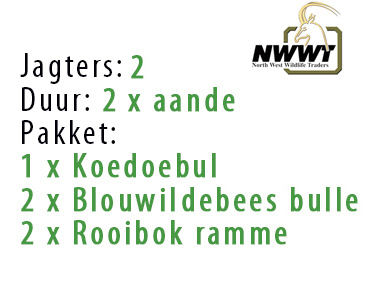 NWWT
North West Wildlife Traders
Jagters: 2
Duur: 2 x aande
Pakket:
1 x Koedoebul
2 x Blouwildebees bulle
2 x Rooibok ramme